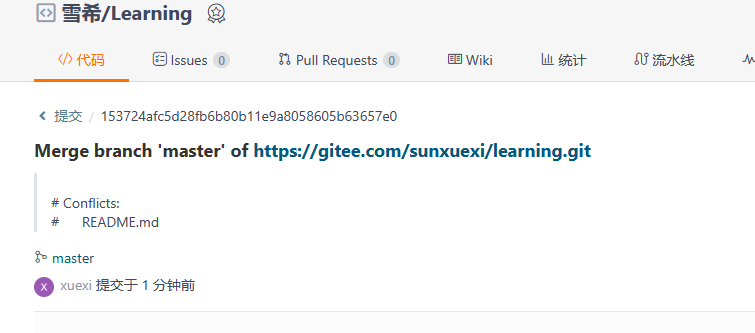 雪希/Learning
代码 Issues 0 Pull Requests 0 Wiki 统计 流水线
提交 / 153724afc5d28fb6b80b11e9a8058605b63657e0
Merge branch 'master' of https://gitee.com/sunxuexi/learning.git
# Conflicts:
# README.md
master
X xuexi 提交于 1 分钟前